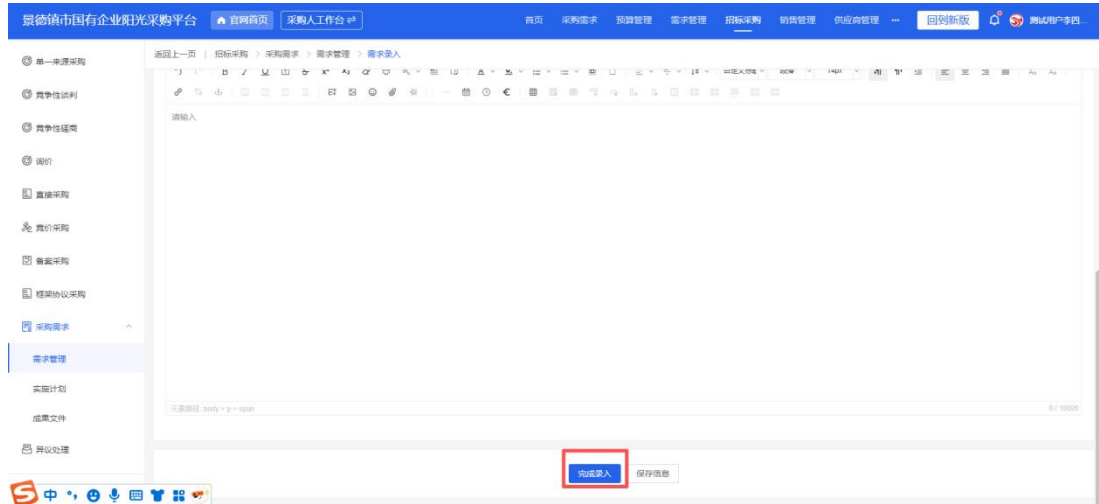 景德镇市国有企业阳光采购平台 官网首页 采购人工作台 首页 采购需求 预算管理 需求管理 招标采购 销售管理 供应商管理 ··· 回到新版 测试用户李四...
返回上一页 | 招标采购 > 采购需求 > 需求管理 > 需求录入
单一来源采购
竞争性谈判
竞争性磋商
询价
直接采购
竞价采购
备案采购
框架协议采购
采购需求
需求管理
实施计划
成果文件
异议处理
段落 14px
请输入
元素路径: body > p > span 0 / 10000
完成录入 保存信息
中